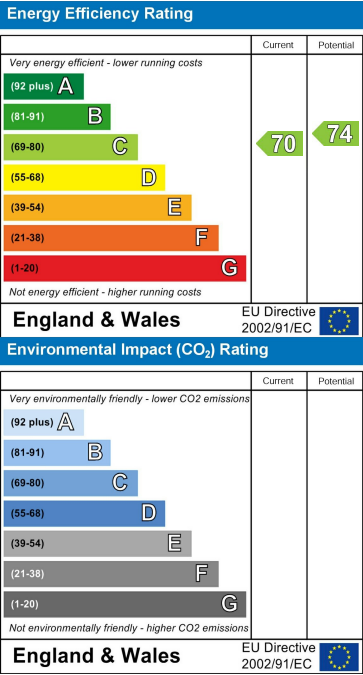 Energy Efficiency Rating
Current Potential
Very energy efficient - lower running costs
(92 plus) A
(81-91) B
(69-80) C
70 74
(55-68) D
(39-54) E
(21-38) F
(1-20) G
Not energy efficient - higher running costs
England & Wales
EU Directive
2002/91/EC
Environmental Impact (CO₂) Rating
Current Potential
Very environmentally friendly - lower CO2 emissions
(92 plus) A
(81-91) B
(69-80) C
(55-68) D
(39-54) E
(21-38) F
(1-20) G
Not environmentally friendly - higher CO2 emissions
England & Wales
EU Directive
2002/91/EC